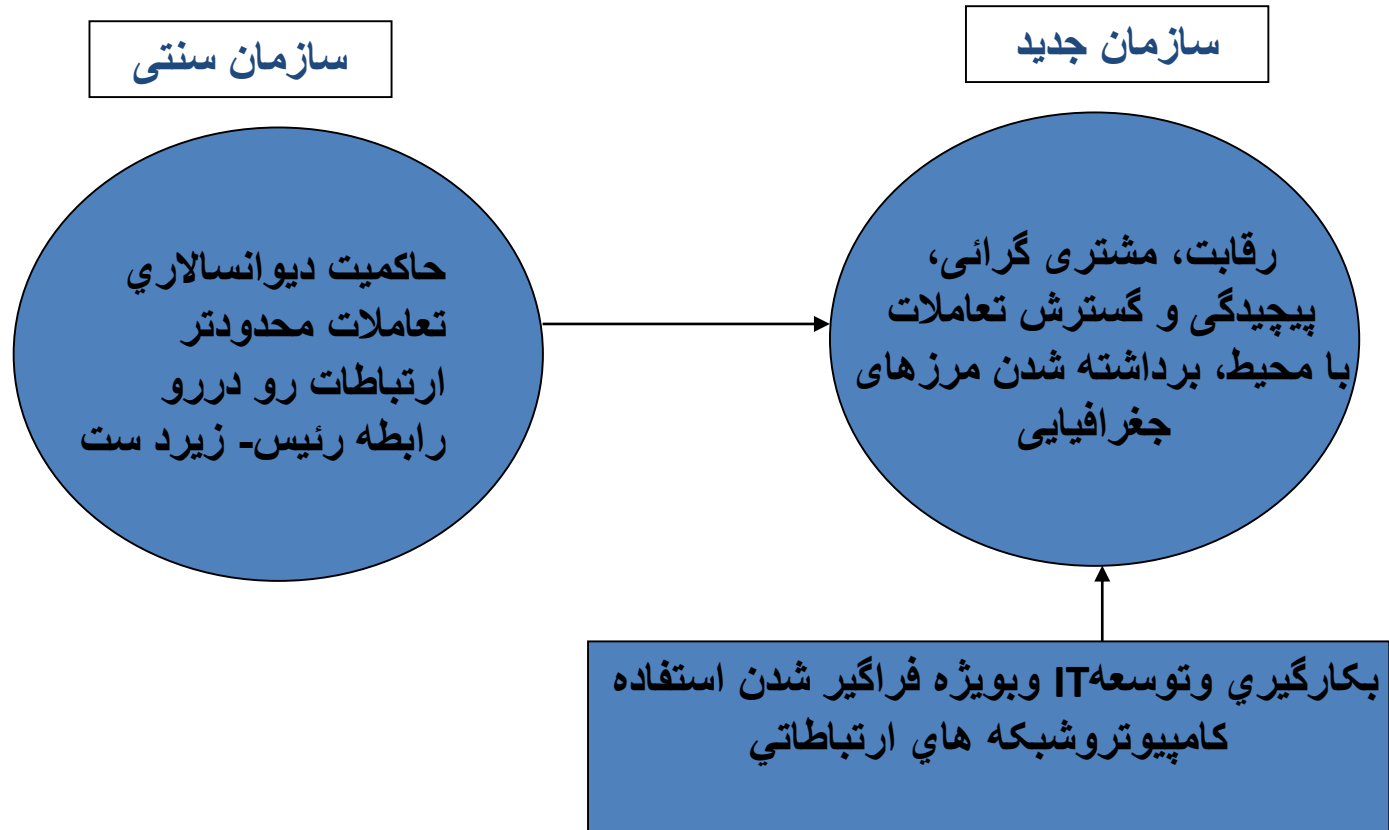 سازمان جدید
سازمان سنتی
رقابت، مشتری گرائی،
پیچیدگی و گسترش تعاملات
با محیط، برداشته شدن مرزهای
جغرافیایی
حاکمیت دیوانسالاري
تعاملات محدودتر
ارتباطات رو دررو
رابطه رئیس- زیرد ست
بکارگیري وتوسعهIT وبویژه فراگیر شدن استفاده
کامپیوتروشبکه هاي ارتباطاتي